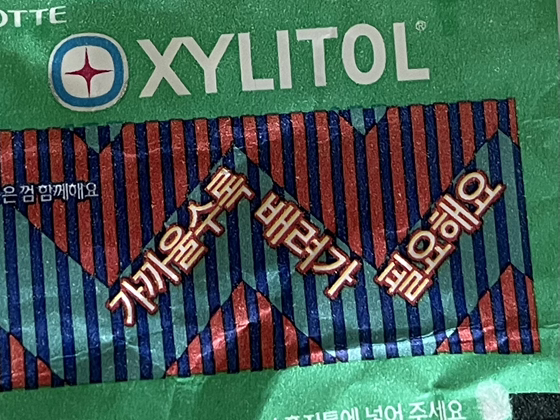 LOTTE
XYLITOL®
은 껌 함께해요
가까울수록
배려가
필요해요
휴지통에 넣어 주세요